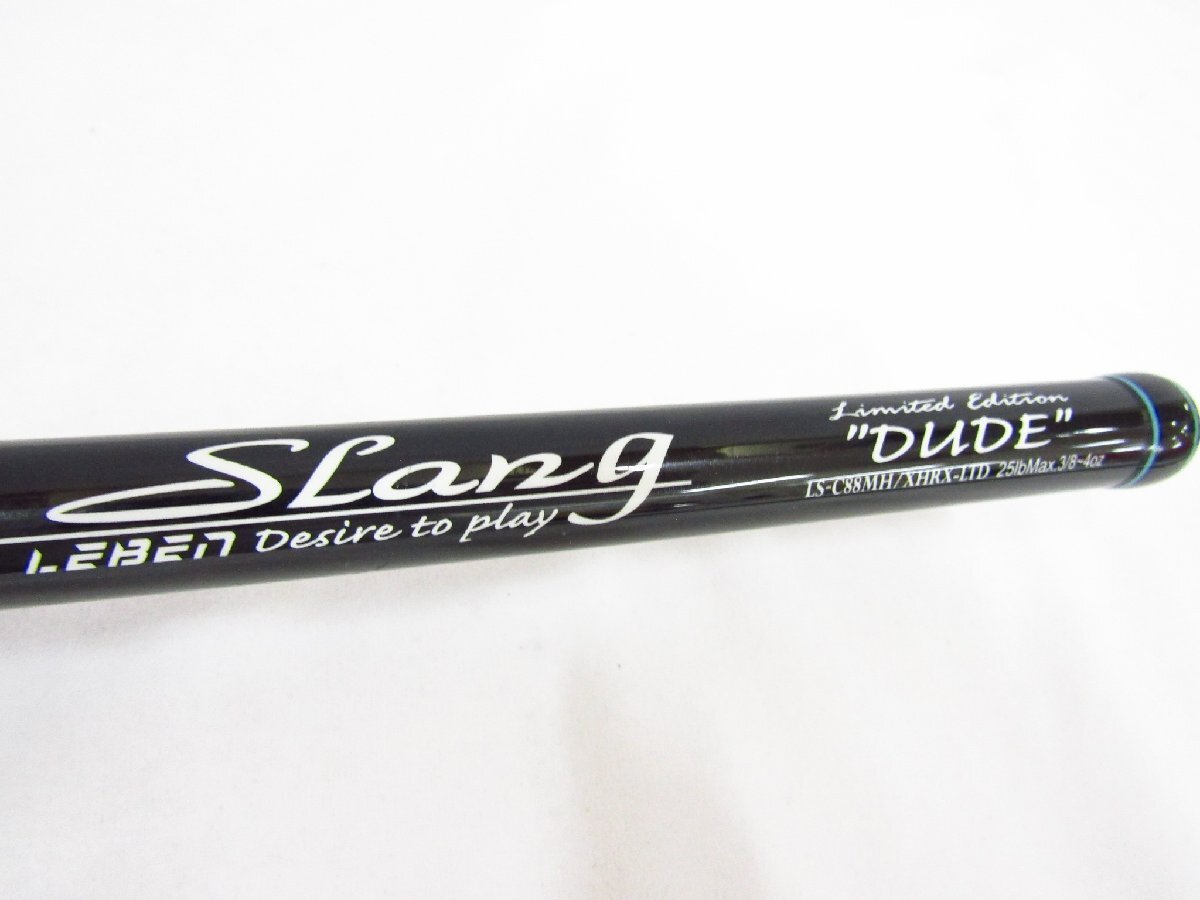 SLang
LEBEN Desire to play
Limited Edition
"DUDE"
LS-C88MH/XHRX-LTD 25lbMax.3/8~4oz